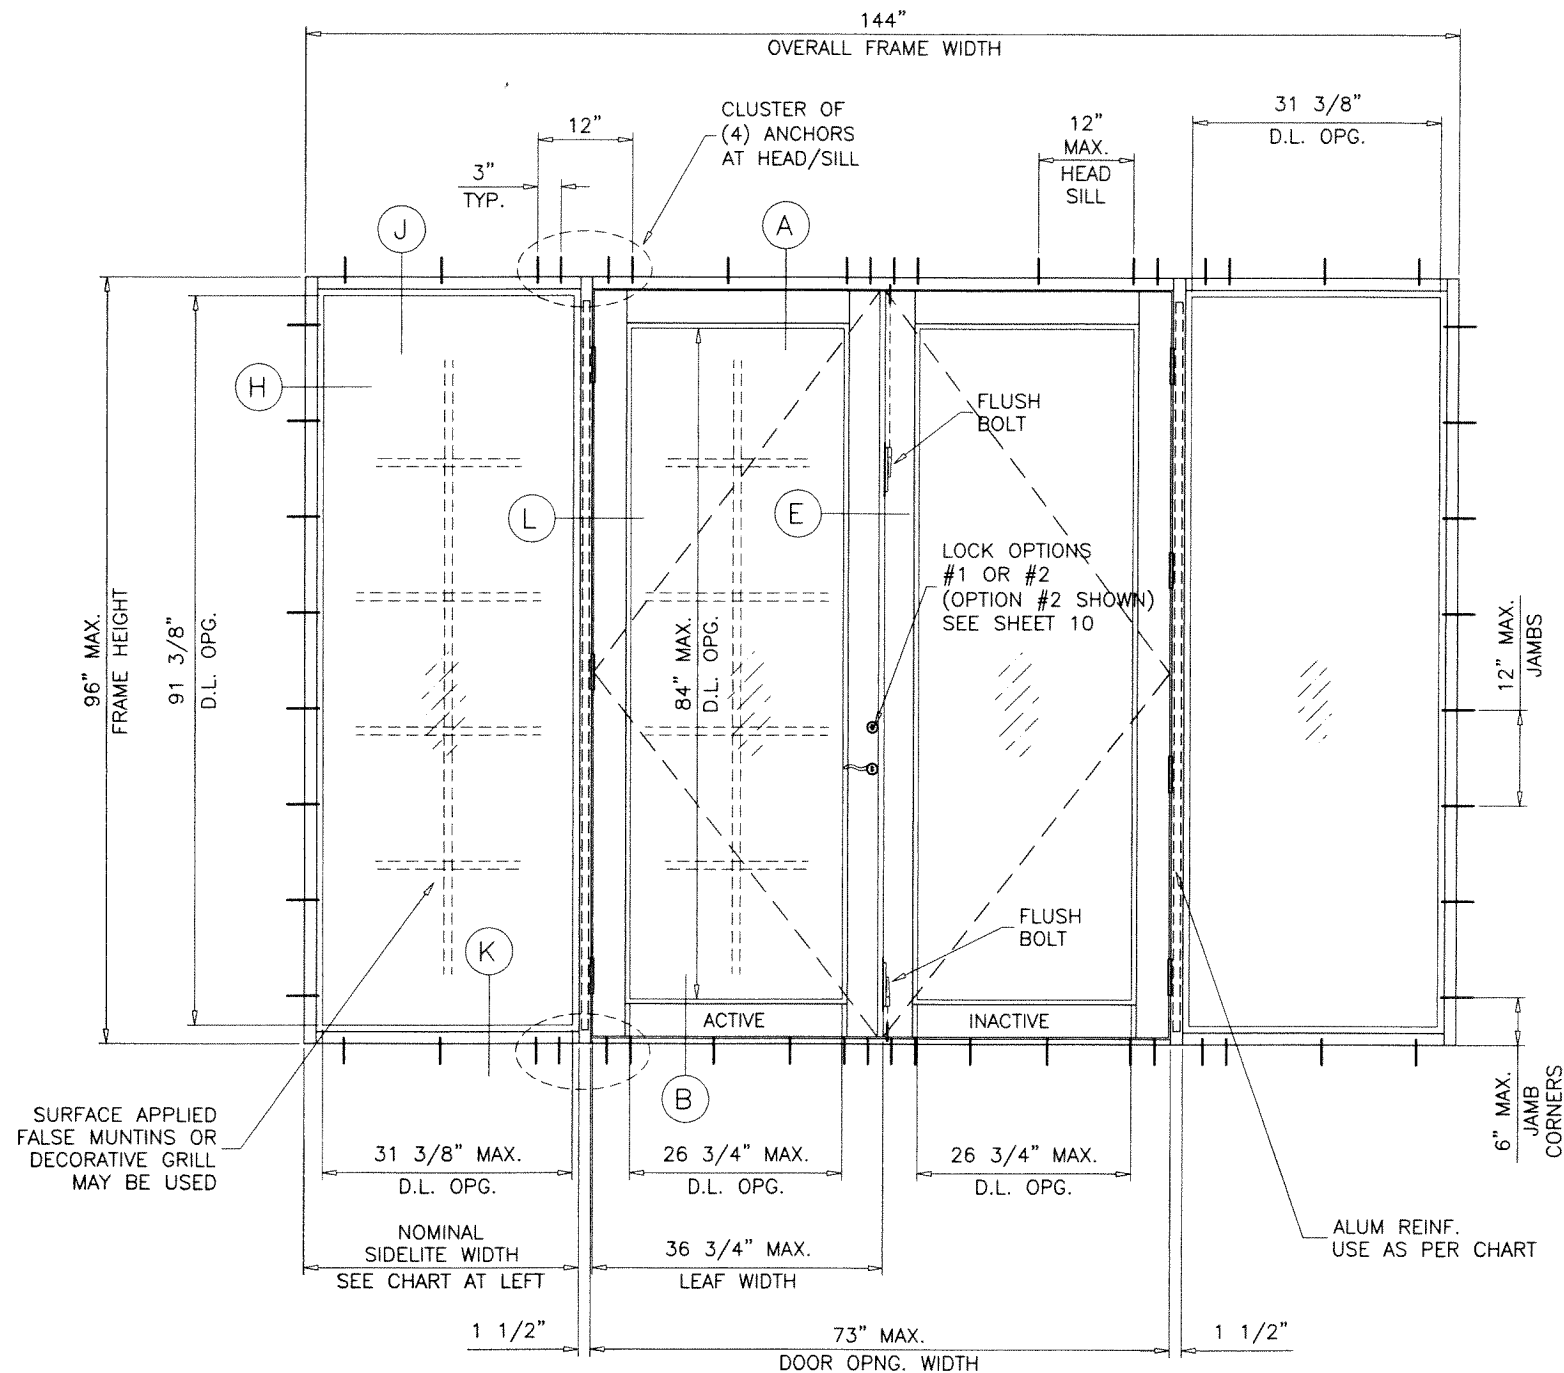 144"
OVERALL FRAME WIDTH
CLUSTER OF
(4) ANCHORS
AT HEAD/SILL
12"
3"
TYP.
12"
MAX.
HEAD
SILL
31 3/8"
D.L. OPG.
J
A
H
FLUSH
BOLT
L
E
LOCK OPTIONS
#1 OR #2
(OPTION #2 SHOWN)
SEE SHEET 10
96" MAX.
FRAME HEIGHT
91 3/8"
D.L. OPG.
84" MAX.
D.L. OPG.
12" MAX.
JAMBS
FLUSH
BOLT
K
ACTIVE
INACTIVE
B
6" MAX.
JAMB
CORNERS
SURFACE APPLIED
FALSE MUNTINS OR
DECORATIVE GRILL
MAY BE USED
31 3/8" MAX.
D.L. OPG.
26 3/4" MAX.
D.L. OPG.
26 3/4" MAX.
D.L. OPG.
NOMINAL
SIDELITE WIDTH
SEE CHART AT LEFT
36 3/4" MAX.
LEAF WIDTH
ALUM REINF.
USE AS PER CHART
1 1/2"
73" MAX.
DOOR OPNG. WIDTH
1 1/2"